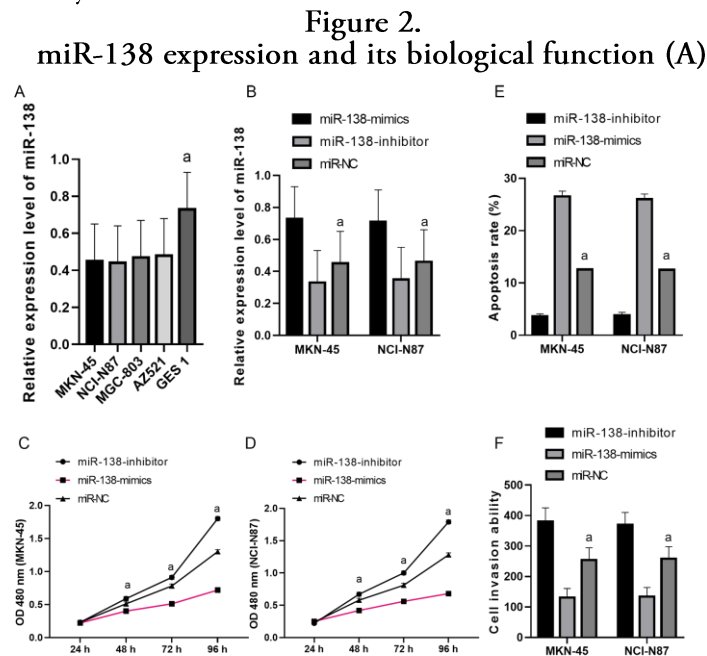 Figure 2.
miR-138 expression and its biological function (A)
A
Relative expression level of miR-138
1.0
0.8
0.6
0.4
0.2
0.0
a
MKN-45
NCI-N87
MGC-803
AZ521
GES 1
B
miR-138-mimics
miR-138-inhibitor
miR-NC
Relative expression level of miR-138
1.0
0.8
0.6
0.4
0.2
0.0
a
a
MKN-45
NCI-N87
E
miR-138-inhibitor
miR-138-mimics
miR-NC
Apoptosis rate (%)
30
20
10
0
a
a
MKN-45
NCI-N87
C
miR-138-inhibitor
miR-138-mimics
miR-NC
OD 480 nm (MKN-45)
2.0
1.5
1.0
0.5
0.0
a
a
a
24 h
48 h
72 h
96 h
D
miR-138-inhibitor
miR-138-mimics
miR-NC
OD 480 nm (NCI-N87)
2.0
1.5
1.0
0.5
0.0
a
a
a
24 h
48 h
72 h
96 h
F
miR-138-inhibitor
miR-138-mimics
miR-NC
Cell invasion ability
500
400
300
200
100
0
a
a
MKN-45
NCI-N87